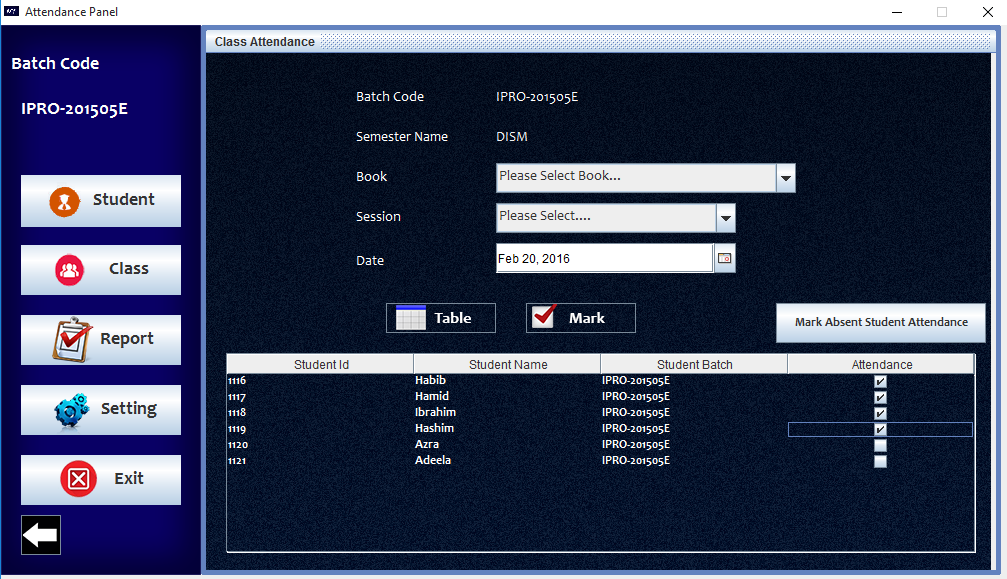 Attendance Panel
Batch Code
IPRO-201505E
Student
Class
Report
Setting
Exit
Class Attendance
Batch Code IPRO-201505E
Semester Name DISM
Book Please Select Book...
Session Please Select....
Date Feb 20, 2016
Table Mark Mark Absent Student Attendance
Student Id Student Name Student Batch Attendance
1116 Habib IPRO-201505E
1117 Hamid IPRO-201505E
1118 Ibrahim IPRO-201505E
1119 Hashim IPRO-201505E
1120 Azra IPRO-201505E
1121 Adeela IPRO-201505E